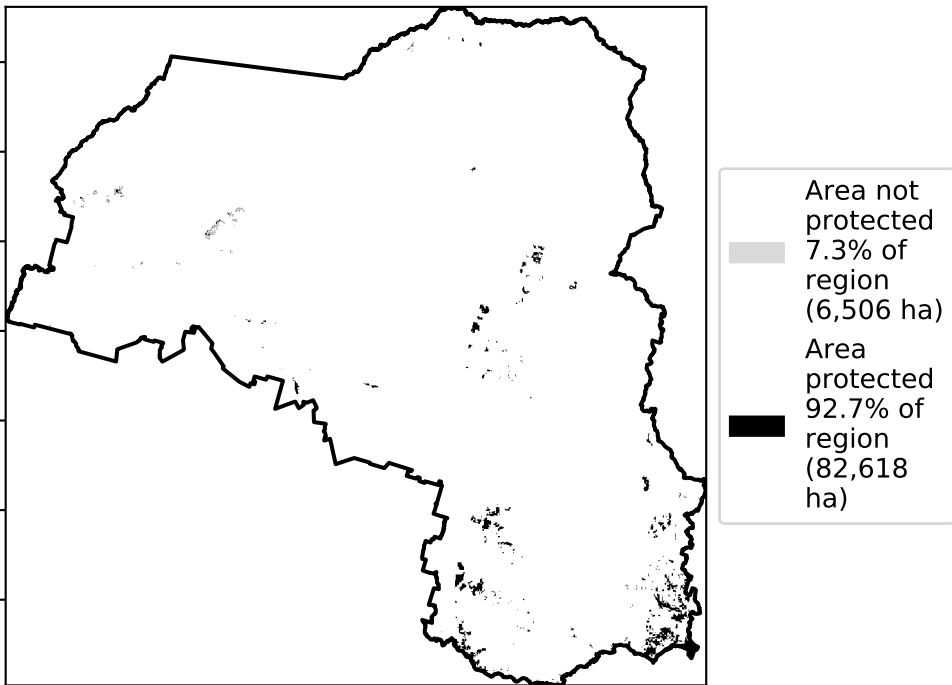 Area not
protected
7.3% of
region
(6,506 ha)
Area
protected
92.7% of
region
(82,618
ha)